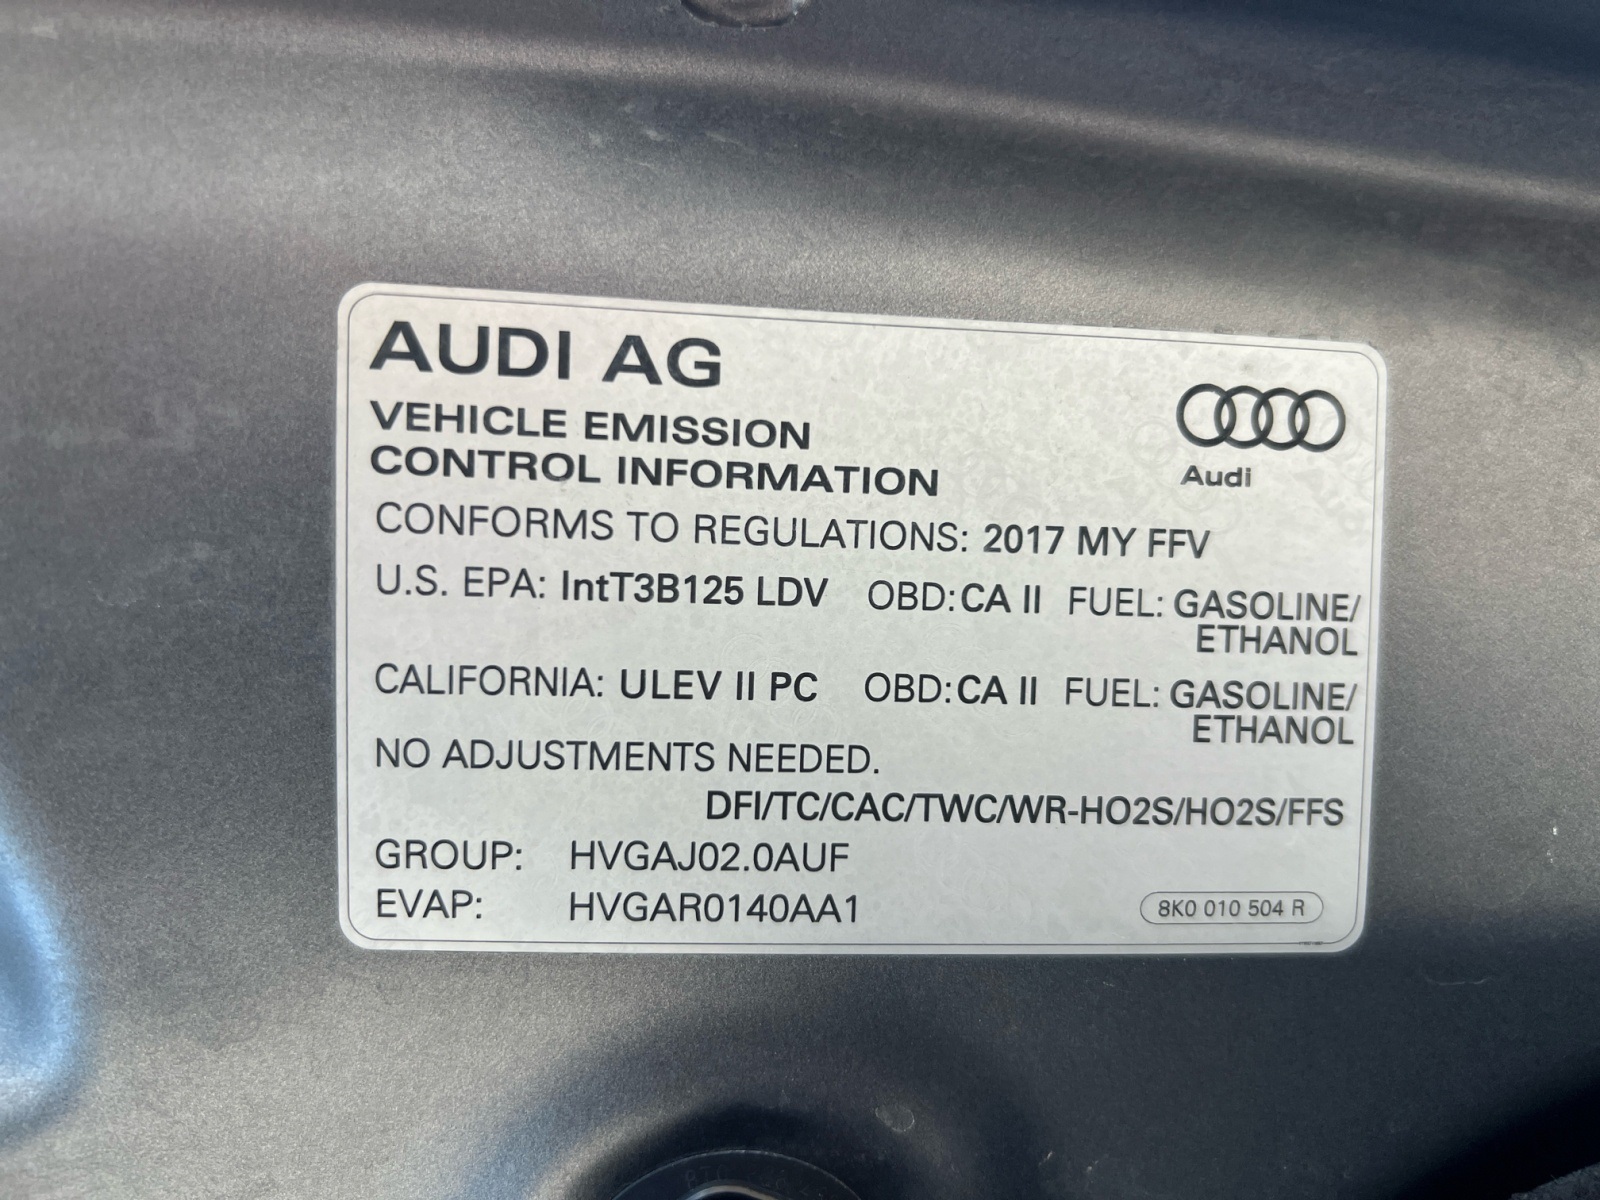 AUDI AG
Audi
VEHICLE EMISSION
CONTROL INFORMATION
CONFORMS TO REGULATIONS: 2017 MY FFV
U.S. EPA: IntT3B125 LDV OBD: CA II FUEL: GASOLINE/
ETHANOL
CALIFORNIA: ULEV II PC OBD: CA II FUEL: GASOLINE/
ETHANOL
NO ADJUSTMENTS NEEDED.
DFI/TC/CAC/TWC/WR-HO2S/HO2S/FFS
GROUP: HVGAJ02.0AUF
EVAP: HVGAR0140AA1
8K0 010 504 R